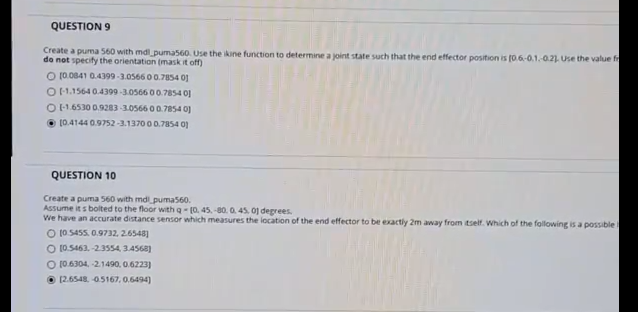 QUESTION 9
Create a puma 560 with mdl_puma560. Use the ikine function to determine a joint state such that the end effector position is [0.6,-0.1,-0.2]. Use the value
do not specify the orientation (mask it off)
[0.0841 0.4399 -3.0566 0 0.7854 0]
[-1.1564 0.4399 -3.0566 0 0.7854 0]
[-1.6530 0.9283 -3.0566 0 0.7854 0]
[0.4144 0.9752 -3.1370 0 0.7854 0]
QUESTION 10
Create a puma 560 with mdl_puma560.
Assume it s bolted to the floor with q = [0, 45, -80, 0, 45, 0] degrees.
We have an accurate distance sensor which measures the location of the end effector to be exactly 2m away from itself. Which of the following is a possible
[0.5455, 0.9732, 2.6548]
[0.5463, -2.3554, 3.4568]
[0.6304, -2.1490, 0.6223]
[2.6548, -0.5167, 0.6494]